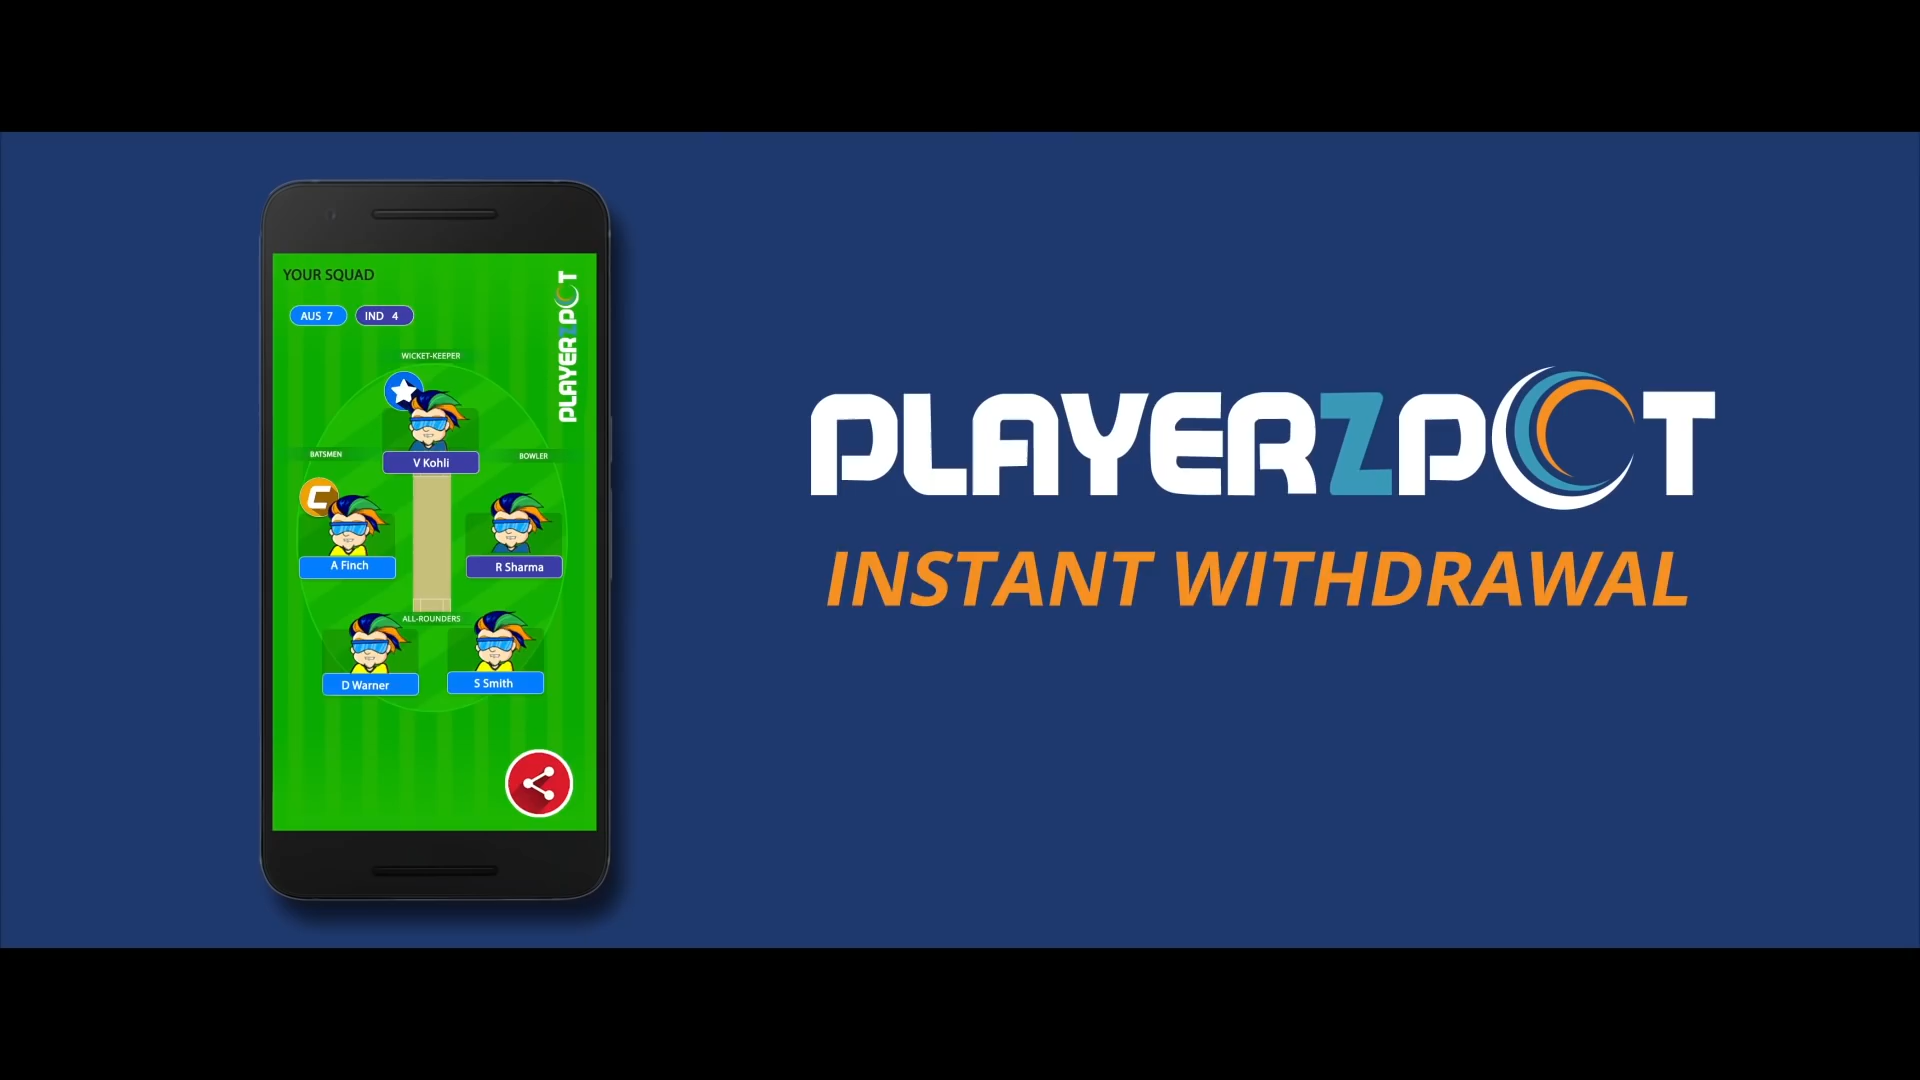 YOUR SQUAD
AUS 7 IND 4
PLAYERZPOT
WICKET-KEEPER
V Kohli
BATSMEN
BOWLER
C
A Finch
R Sharma
ALL-ROUNDERS
D Warner
S Smith
PLAYERZPOT
INSTANT WITHDRAWAL